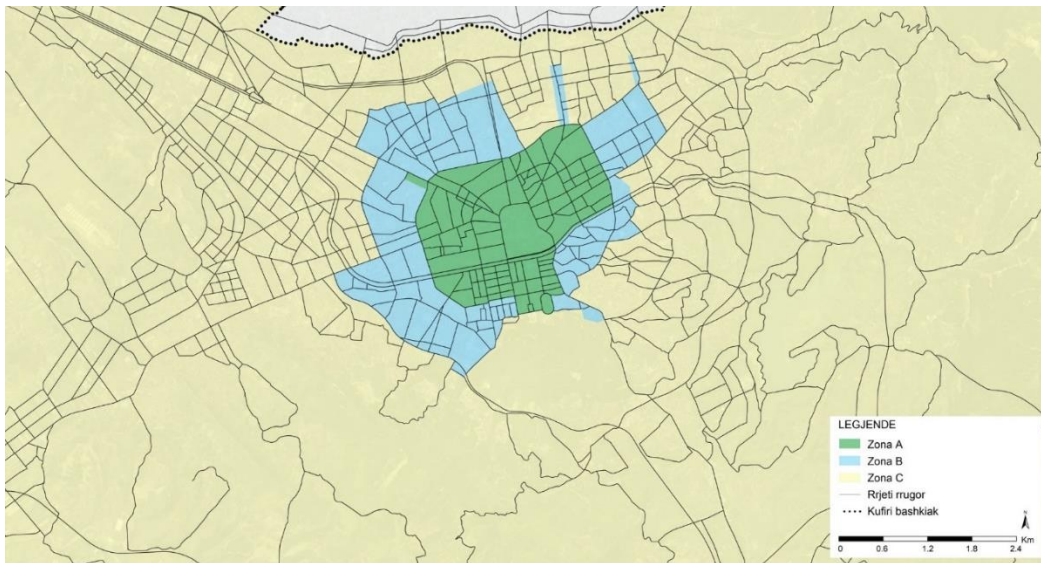 LEGJENDE
Zona A
Zona B
Zona C
Rrjeti rrugor
Kufiri bashkiak
N
Km
0 0.6 1.2 1.8 2.4